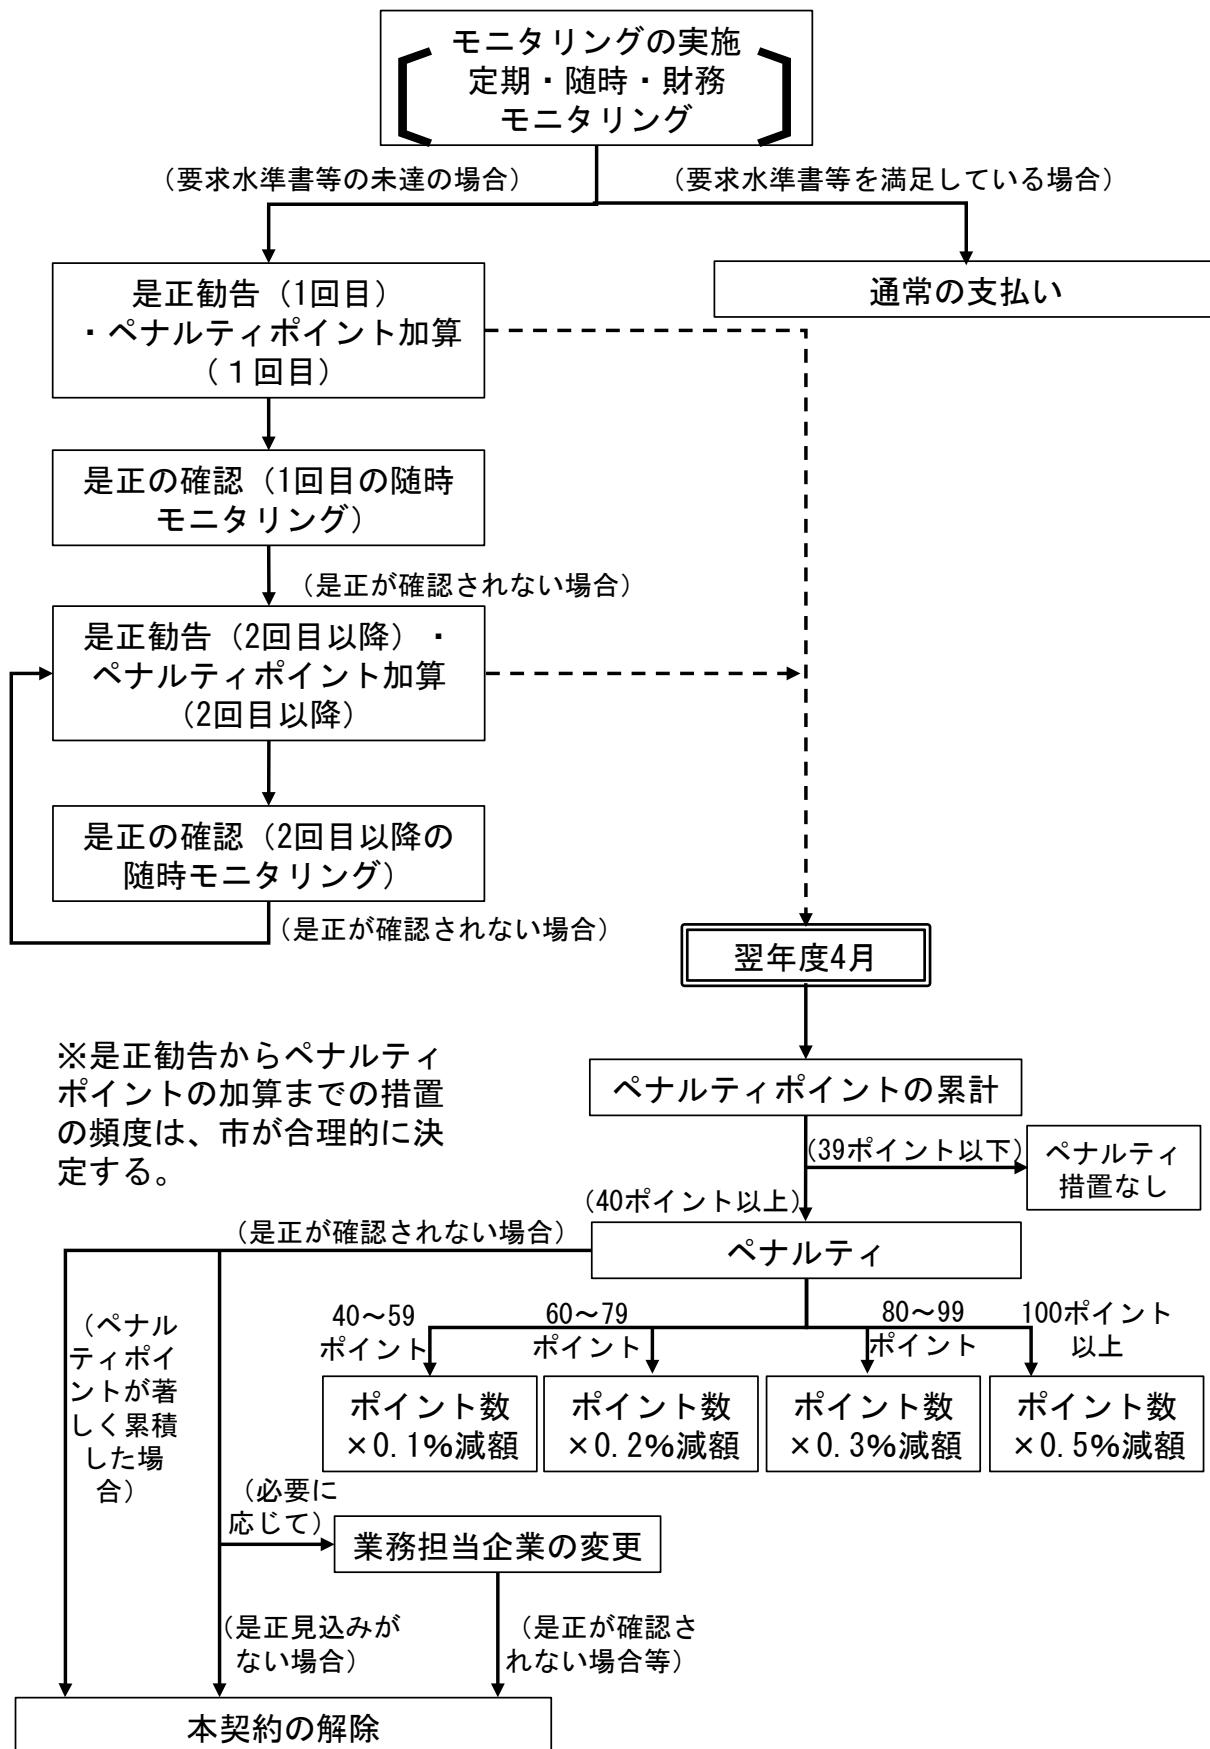 モニタリングの実施
定期・随時・財務
モニタリング
（要求水準書等の未達の場合）
（要求水準書等を満足している場合）
是正勧告（1回目）
・ペナルティポイント加算
（１回目）
通常の支払い
是正の確認（1回目の随時
モニタリング）
（是正が確認されない場合）
是正勧告（2回目以降）・
ペナルティポイント加算
（2回目以降）
是正の確認（2回目以降の
随時モニタリング）
（是正が確認されない場合）
翌年度4月
※是正勧告からペナルティ
ポイントの加算までの措置
の頻度は、市が合理的に決
定する。
ペナルティポイントの累計
（39ポイント以下）
ペナルティ
措置なし
（40ポイント以上）
（是正が確認されない場合）
ペナルティ
40～59
ポイント
60～79
ポイント
80～99
ポイント
100ポイント
以上
（ペナル
ティポイ
ントが著
しく累積
した場
合）
ポイント数
×0.1%減額
ポイント数
×0.2%減額
ポイント数
×0.3%減額
ポイント数
×0.5%減額
（必要に
応じて）
業務担当企業の変更
（是正見込みが
ない場合）
（是正が確認さ
れない場合等）
本契約の解除